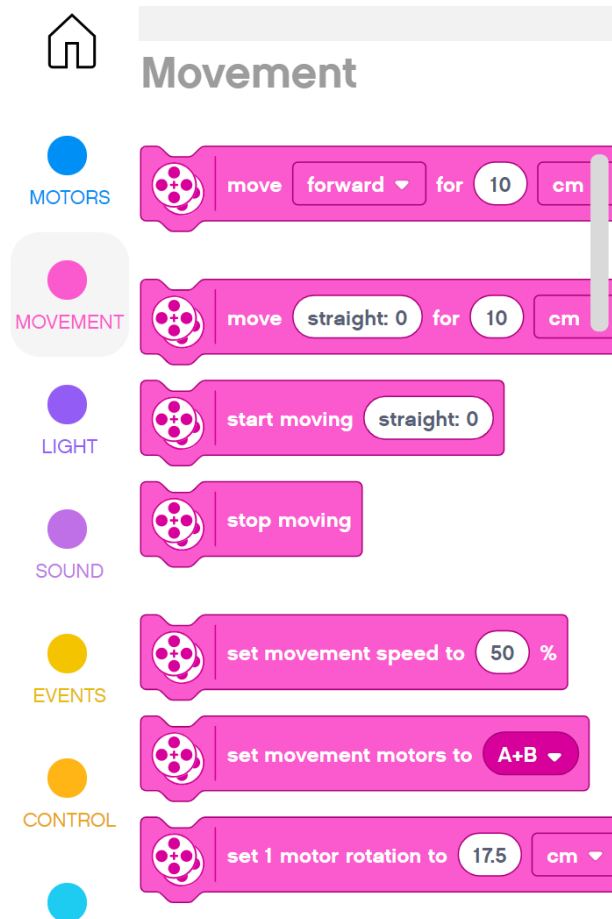 Movement
MOTORS
MOVEMENT
LIGHT
SOUND
EVENTS
CONTROL
move forward for 10 cm
move straight: 0 for 10 cm
start moving straight: 0
stop moving
set movement speed to 50 %
set movement motors to A+B
set 1 motor rotation to 17.5 cm